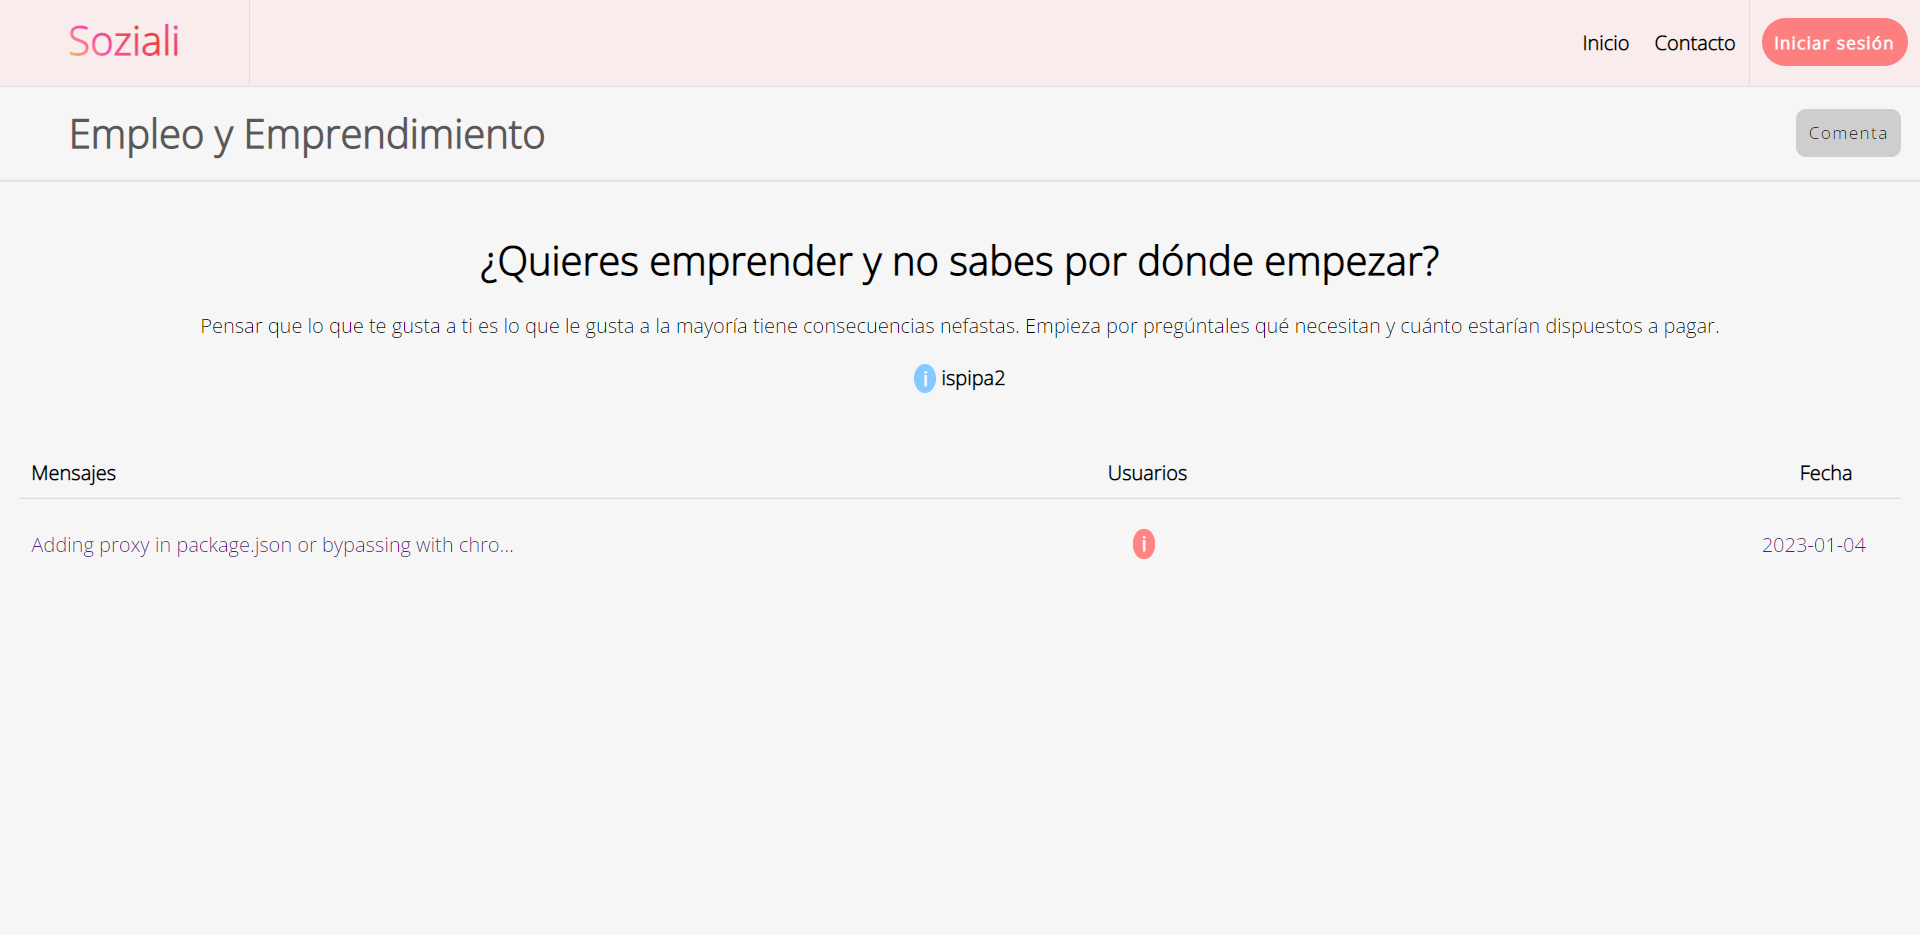 Soziali
Inicio Contacto Iniciar sesión
Empleo y Emprendimiento
Comenta
¿Quieres emprender y no sabes por dónde empezar?
Pensar que lo que te gusta a ti es lo que le gusta a la mayoría tiene consecuencias nefastas. Empieza por pregúntales qué necesitan y cuánto estarían dispuestos a pagar.
i ispipa2
Mensajes Usuarios Fecha
Adding proxy in package.json or bypassing with chro... i 2023-01-04